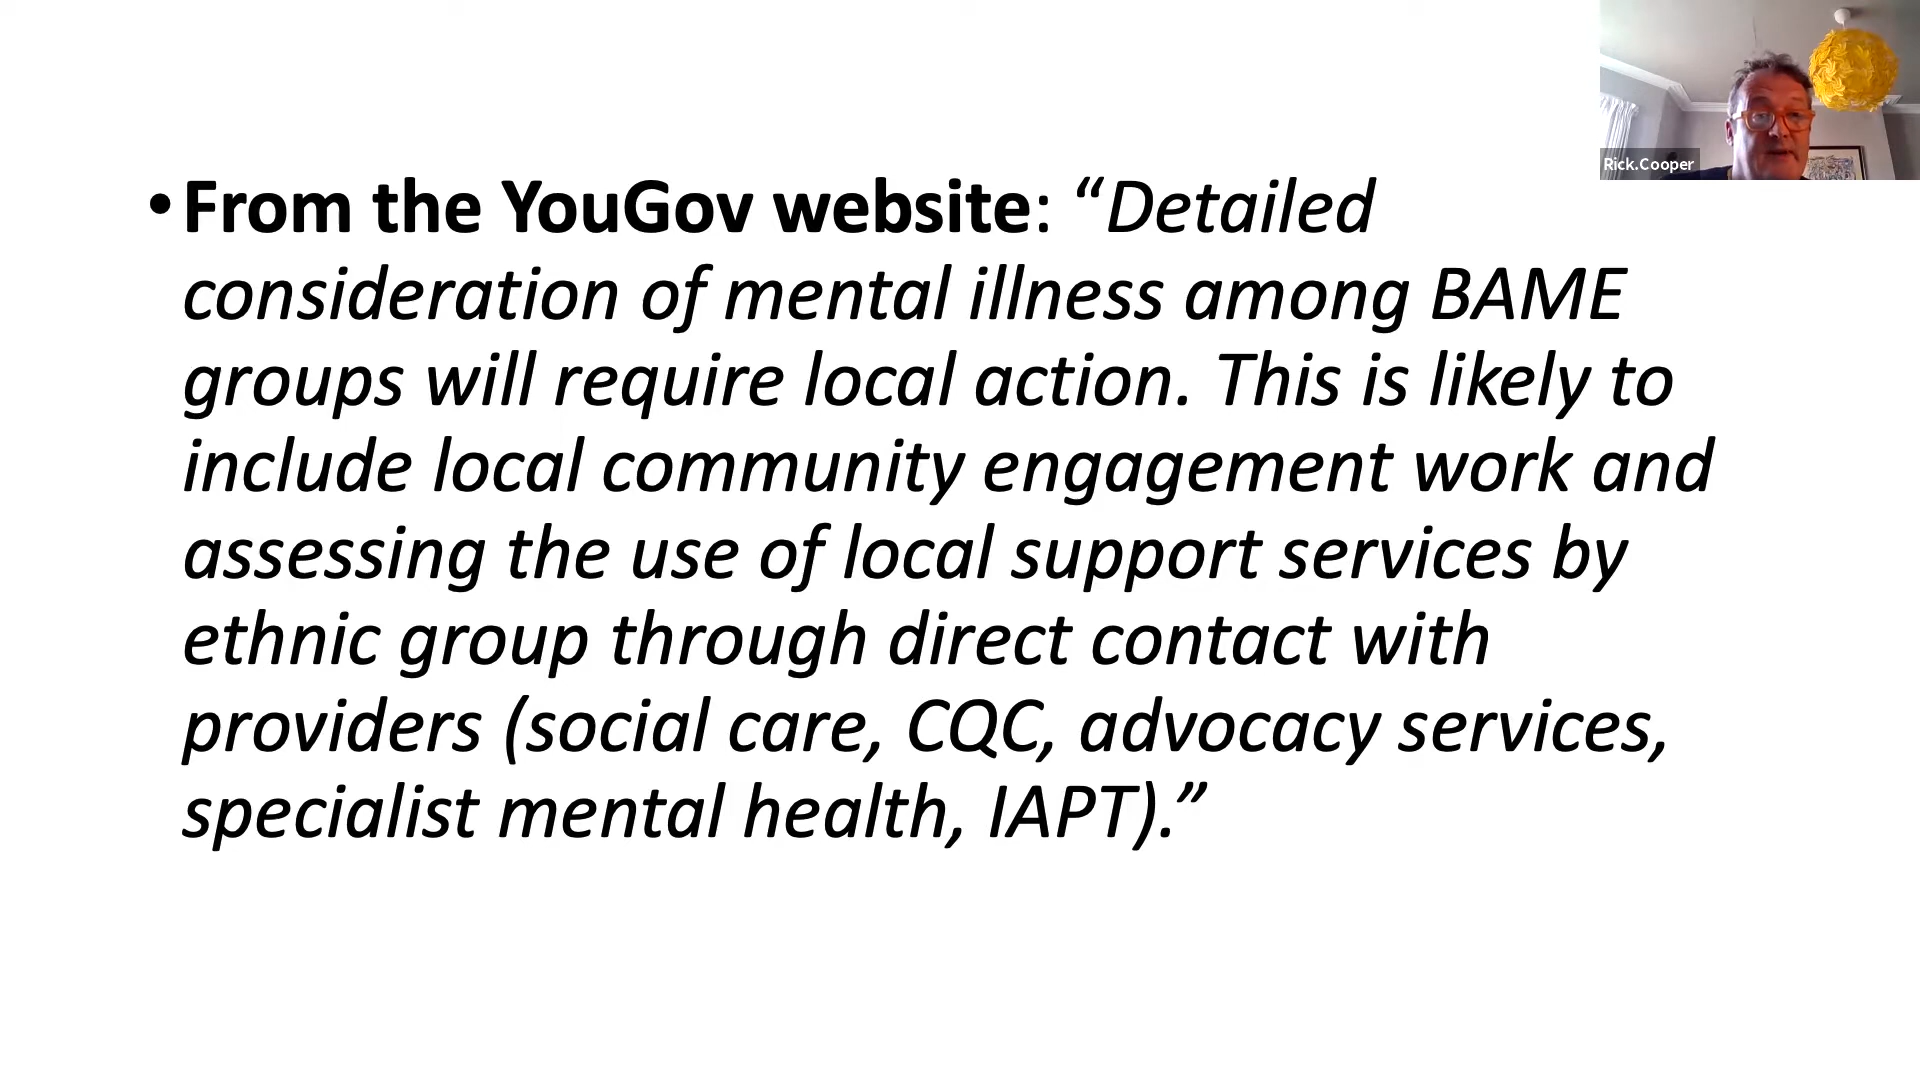 Rick.Cooper
•From the YouGov website: “Detailed
consideration of mental illness among BAME
groups will require local action. This is likely to
include local community engagement work and
assessing the use of local support services by
ethnic group through direct contact with
providers (social care, CQC, advocacy services,
specialist mental health, IAPT).”